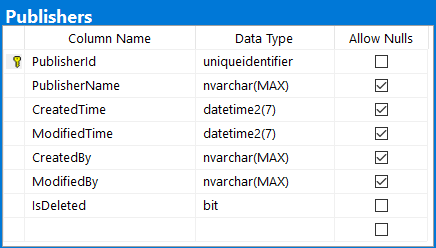 Publishers
Column Name Data Type Allow Nulls
PublisherId uniqueidentifier
PublisherName nvarchar(MAX)
CreatedTime datetime2(7)
ModifiedTime datetime2(7)
CreatedBy nvarchar(MAX)
ModifiedBy nvarchar(MAX)
IsDeleted bit